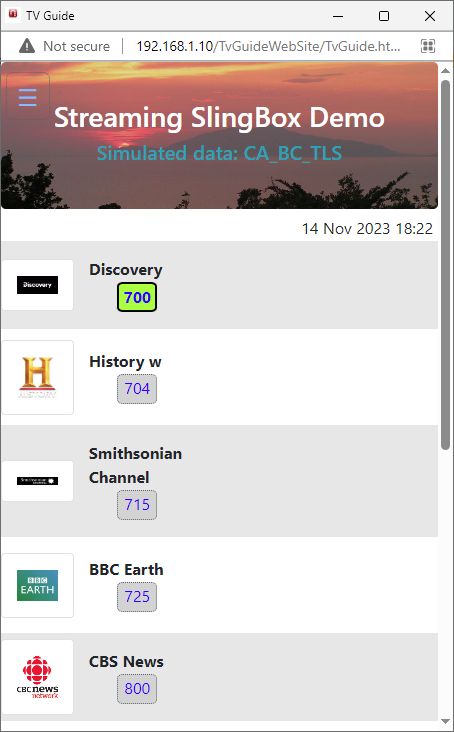 TV Guide
Not secure
192.168.1.10/TvGuideWebSite/TvGuide.ht...
Streaming SlingBox Demo
Simulated data: CA_BC_TLS
14 Nov 2023 18:22
Discovery
Discovery
700
HISTORY
History w
704
Smithsonian
Smithsonian
Channel
715
BBC
EARTH
BBC Earth
725
CBC news
network
CBS News
800